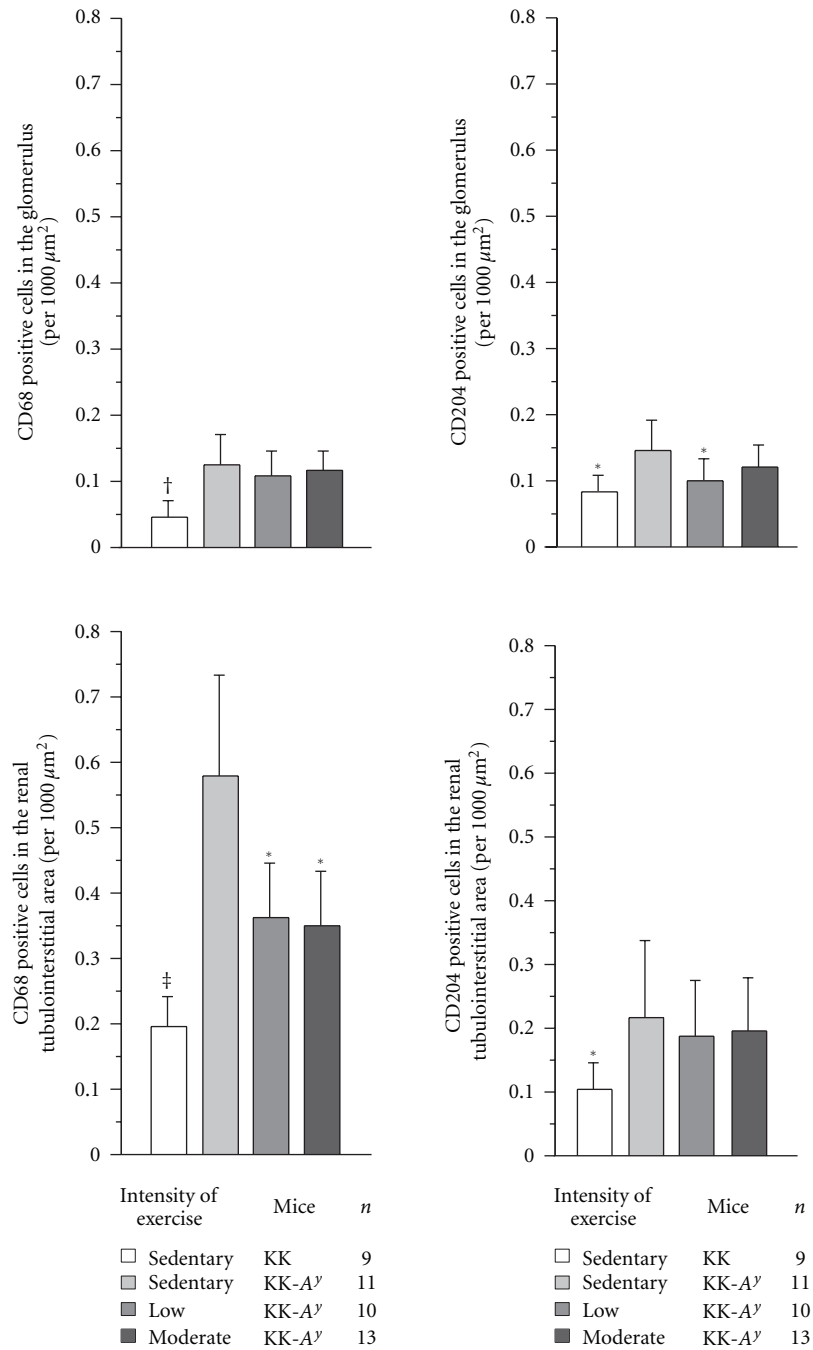 CD68 positive cells in the glomerulus
(per 1000 μm²)
0.8
0.7
0.6
0.5
0.4
0.3
0.2
0.1
0
†
CD204 positive cells in the glomerulus
(per 1000 μm²)
0.8
0.7
0.6
0.5
0.4
0.3
0.2
0.1
0
*
*
CD68 positive cells in the renal
tubulointerstitial area (per 1000 μm²)
0.8
0.7
0.6
0.5
0.4
0.3
0.2
0.1
0
‡
*
*
CD204 positive cells in the renal
tubulointerstitial area (per 1000 μm²)
0.8
0.7
0.6
0.5
0.4
0.3
0.2
0.1
0
*
Intensity of
exercise Mice n
Sedentary KK 9
Sedentary KK-Aʸ 11
Low KK-Aʸ 10
Moderate KK-Aʸ 13
Intensity of
exercise Mice n
Sedentary KK 9
Sedentary KK-Aʸ 11
Low KK-Aʸ 10
Moderate KK-Aʸ 13